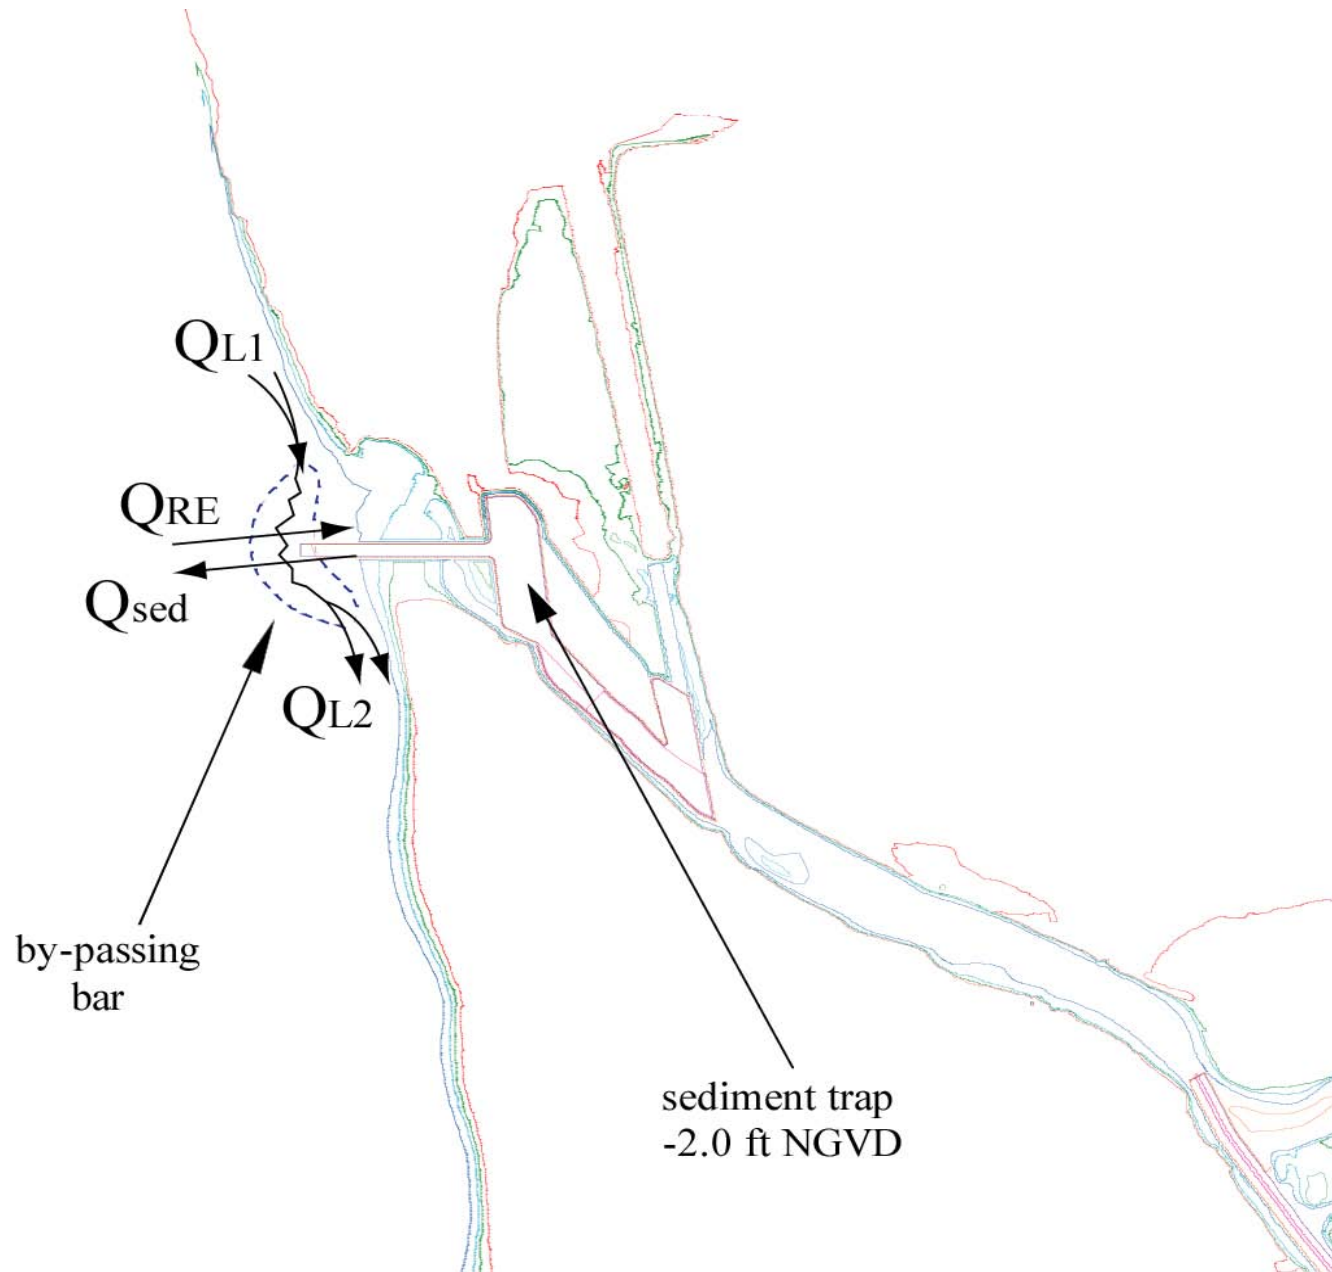 QL1
QRE
Qsed
QL2
by-passing
bar
sediment trap
-2.0 ft NGVD